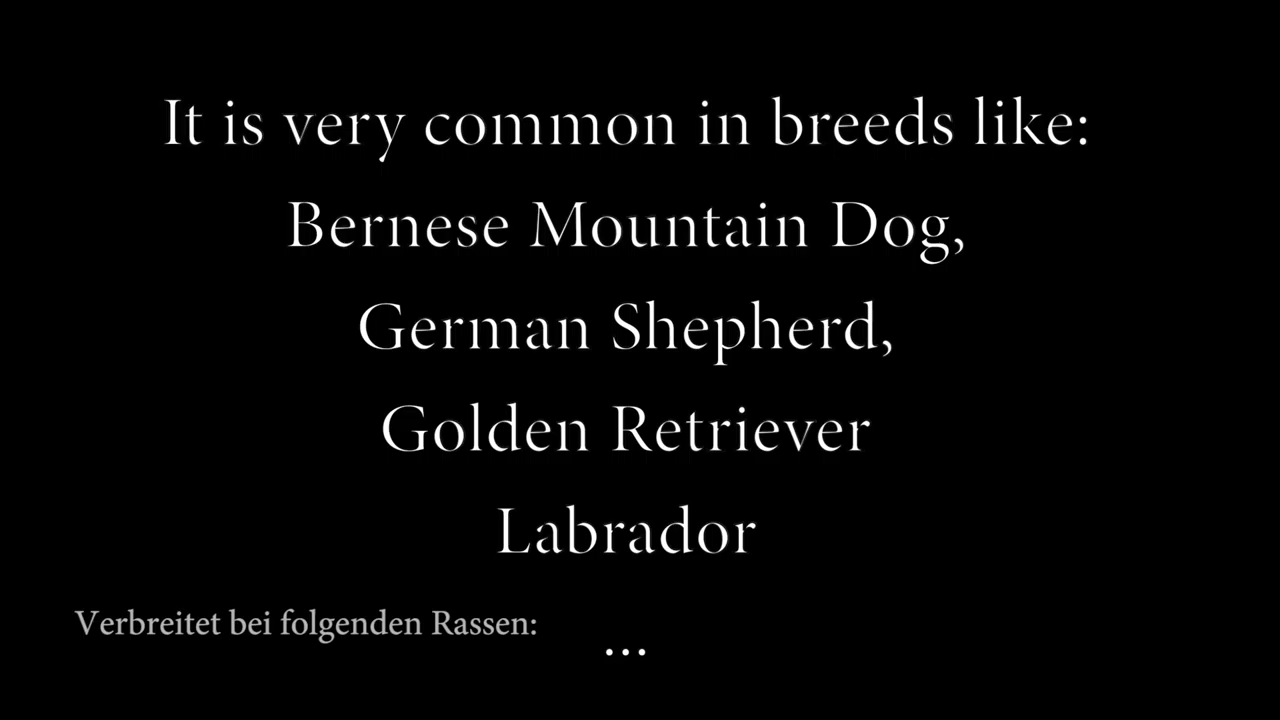 It is very common in breeds like:
Bernese Mountain Dog,
German Shepherd,
Golden Retriever
Labrador
Verbreitet bei folgenden Rassen:
...